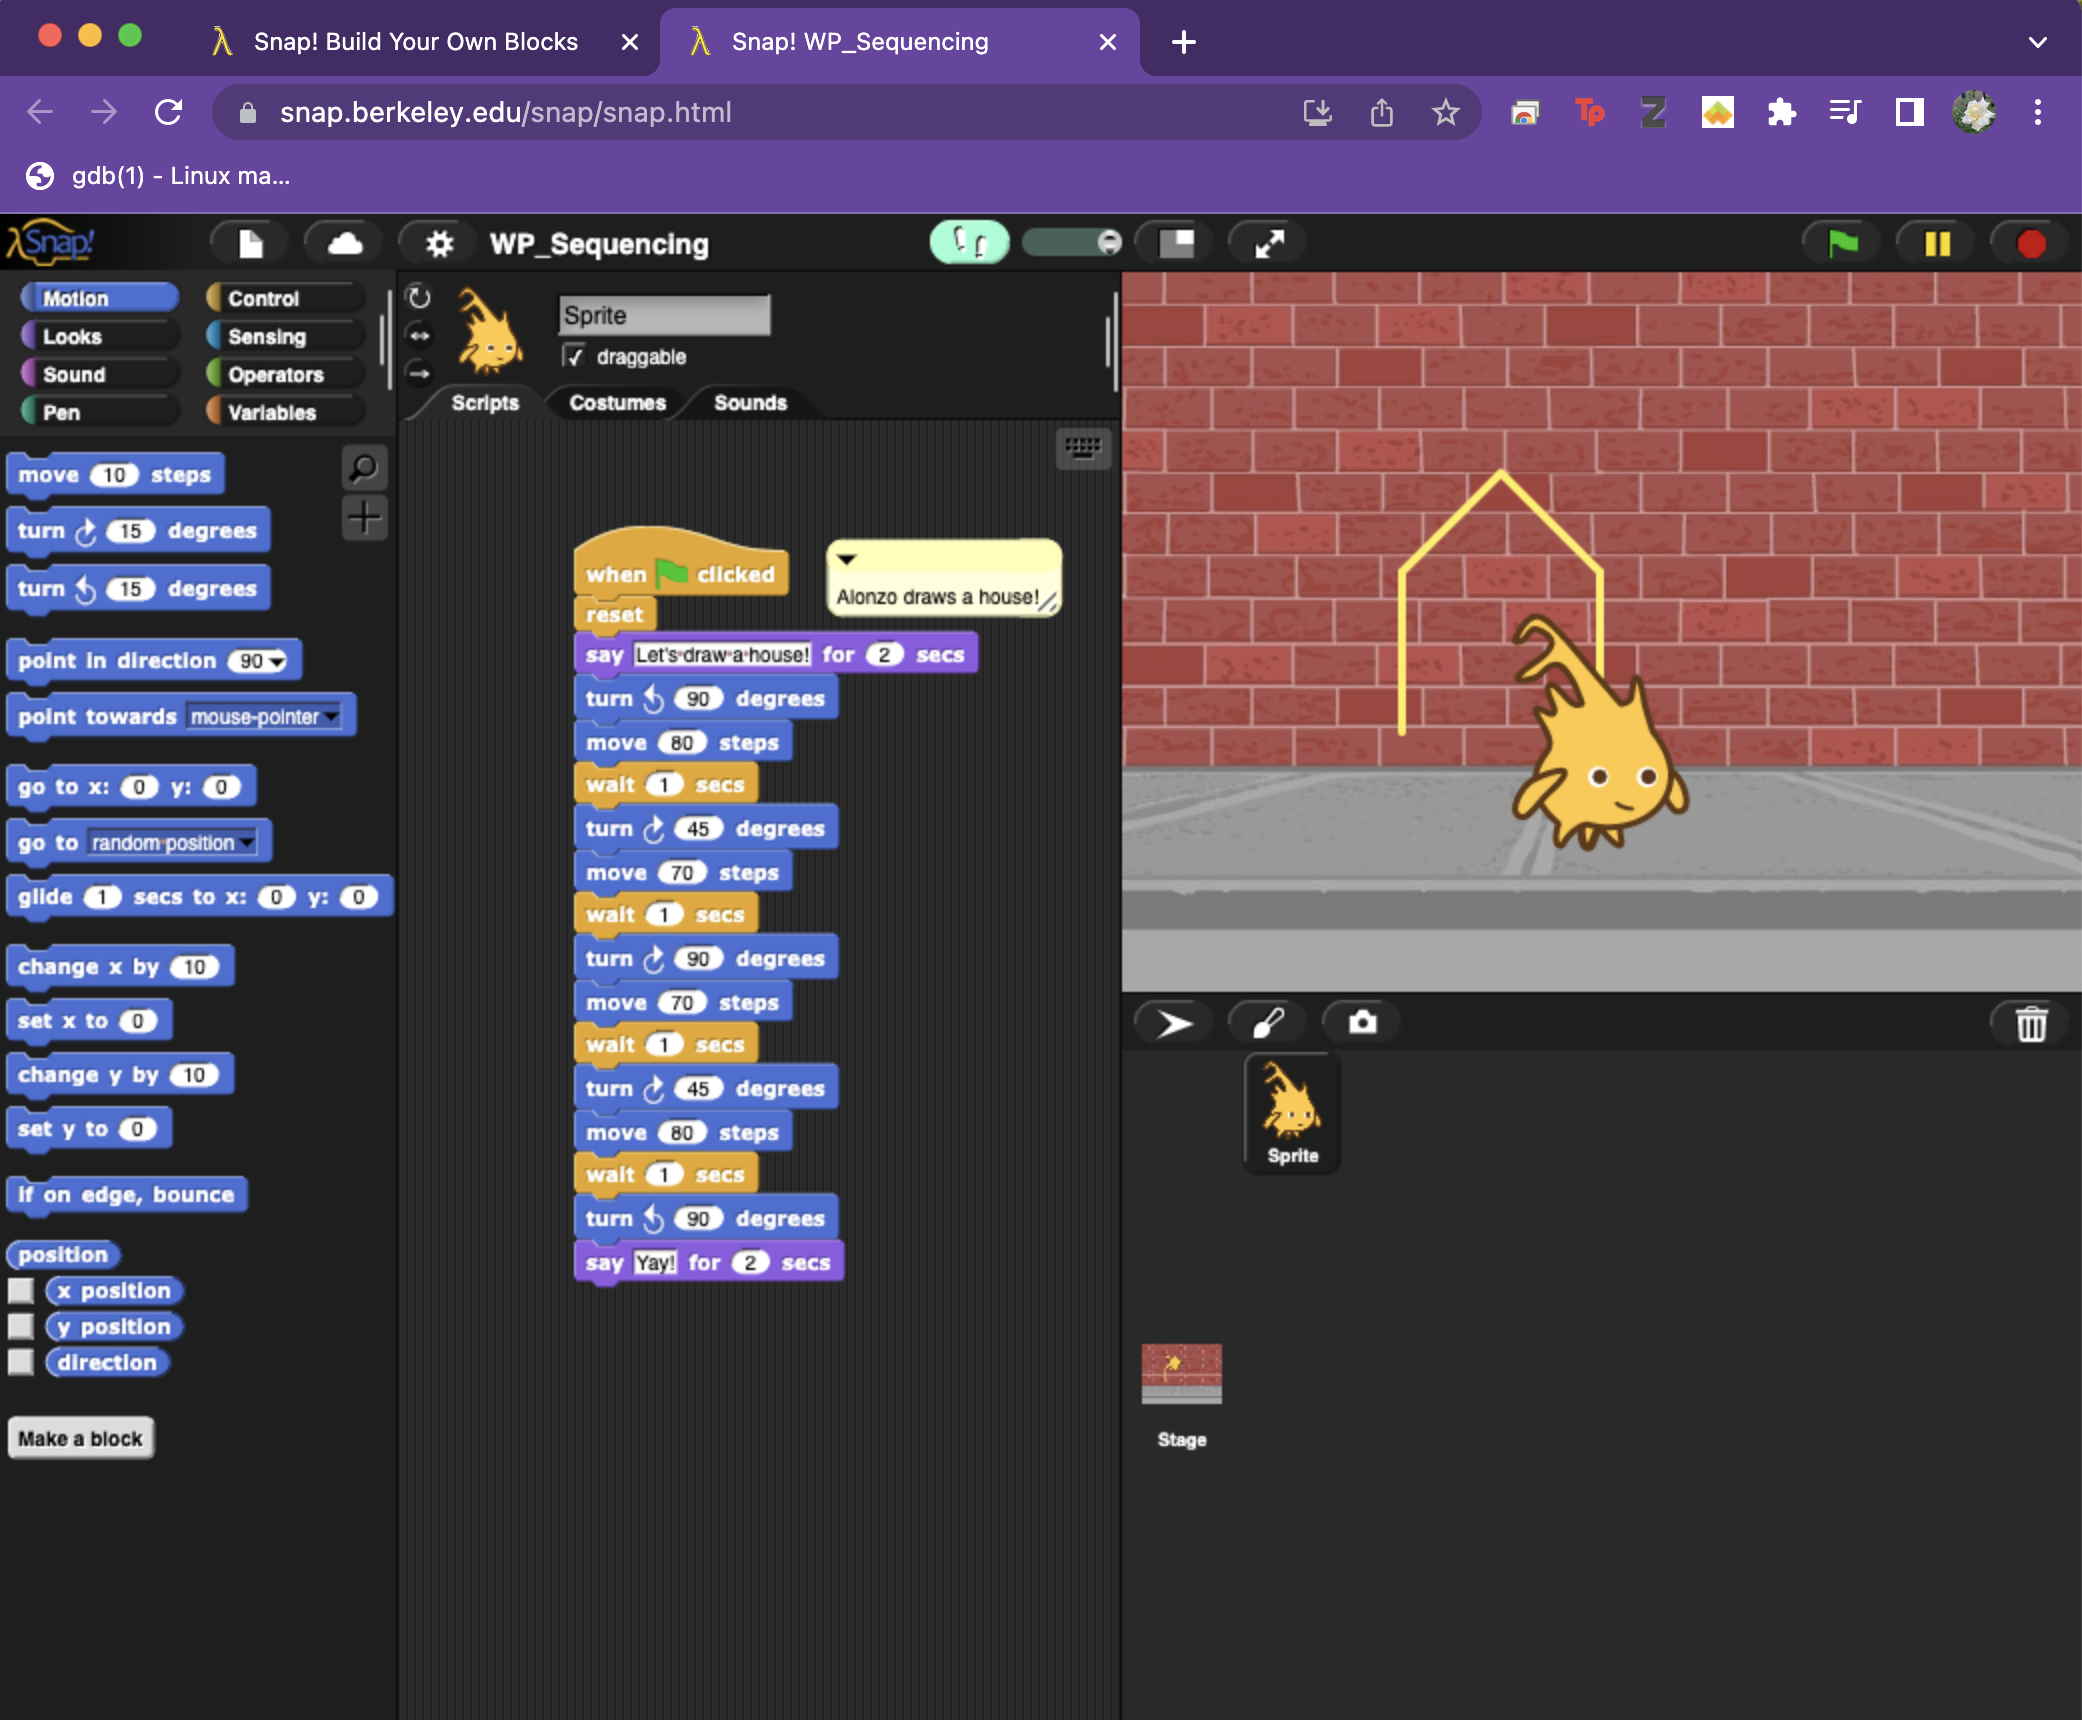 Snap! Build Your Own Blocks
Snap! WP_Sequencing
snap.berkeley.edu/snap/snap.html
Tp
Z
gdb(1) - Linux ma...
λSnap!
WP_Sequencing
Motion
Control
Looks
Sensing
Sound
Operators
Pen
Variables
move 10 steps
turn 15 degrees
turn 15 degrees
point in direction 90
point towards mouse-pointer
go to x: 0 y: 0
go to random position
glide 1 secs to x: 0 y: 0
change x by 10
set x to 0
change y by 10
set y to 0
if on edge, bounce
position
x position
y position
direction
Make a block
Sprite
draggable
Scripts
Costumes
Sounds
when clicked
Alonzo draws a house!
reset
say Let's draw a house! for 2 secs
turn 90 degrees
move 80 steps
wait 1 secs
turn 45 degrees
move 70 steps
wait 1 secs
turn 90 degrees
move 70 steps
wait 1 secs
turn 45 degrees
move 80 steps
wait 1 secs
turn 90 degrees
say Yay! for 2 secs
Sprite
Stage